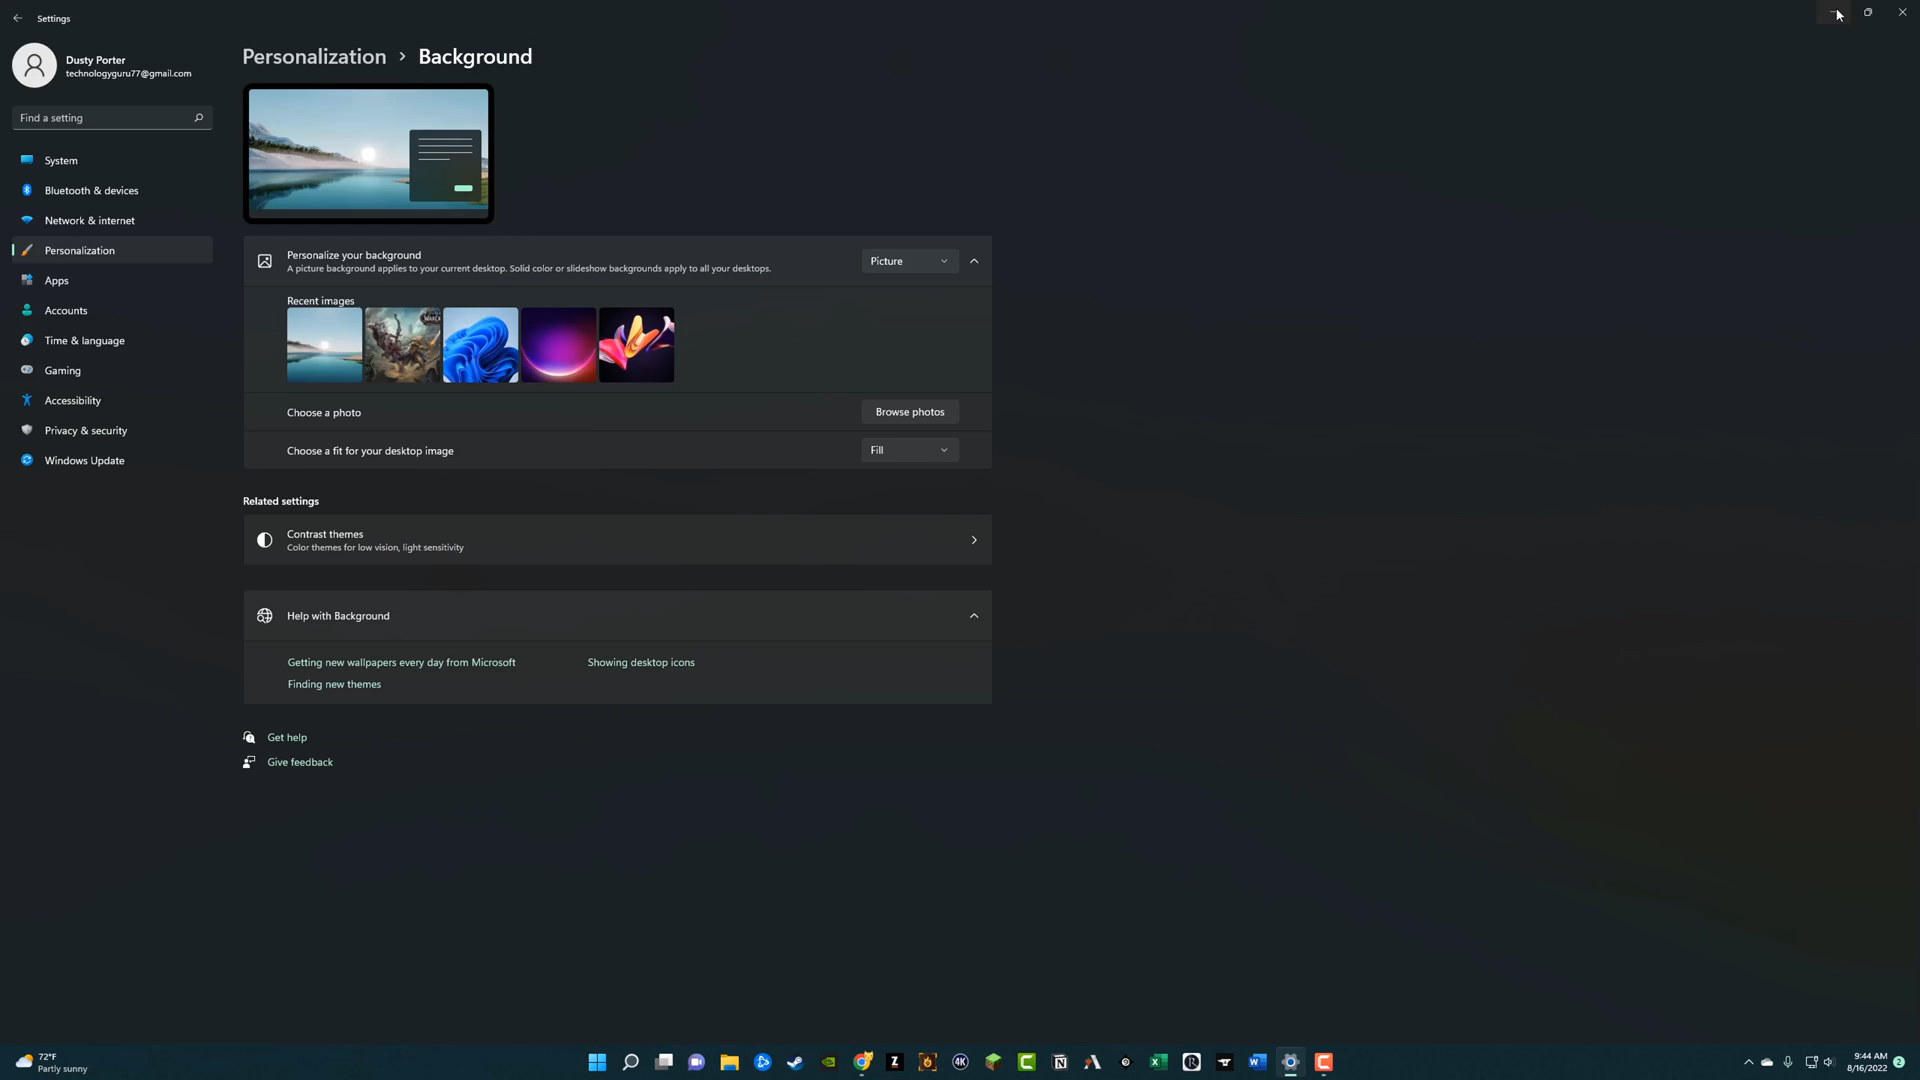 Settings
Dusty Porter
technologyguru77@gmail.com
Find a setting
System
Bluetooth & devices
Network & internet
Personalization
Apps
Accounts
Time & language
Gaming
Accessibility
Privacy & security
Windows Update
Personalization > Background
Personalize your background
A picture background applies to your current desktop. Solid color or slideshow backgrounds apply to all your desktops.
Picture
Recent images
Choose a photo
Browse photos
Choose a fit for your desktop image
Fill
Related settings
Contrast themes
Color themes for low vision, light sensitivity
Help with Background
Getting new wallpapers every day from Microsoft
Showing desktop icons
Finding new themes
Get help
Give feedback
72°F
Partly sunny
Z
4K
9:44 AM
8/16/2022
2